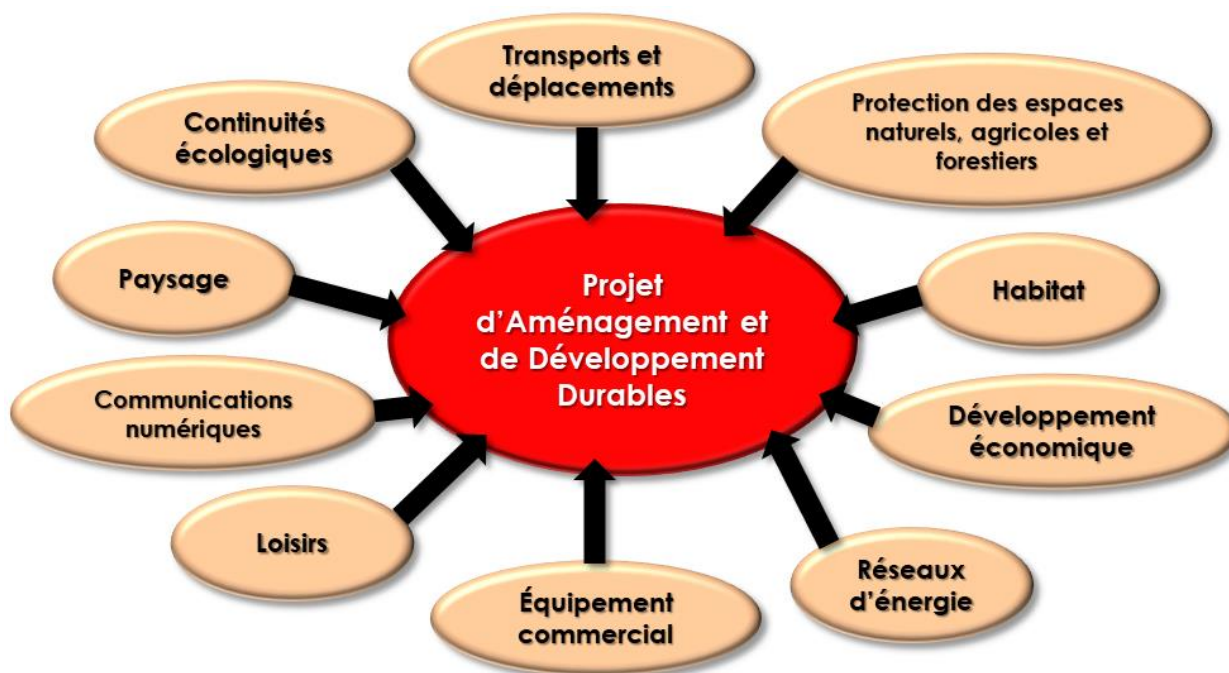 Transports et
déplacements
Protection des espaces
naturels, agricoles et
forestiers
Continuités
écologiques
Paysage
Projet
d'Aménagement et
de Développement
Durables
Habitat
Communications
numériques
Développement
économique
Loisirs
Équipement
commercial
Réseaux
d'énergie